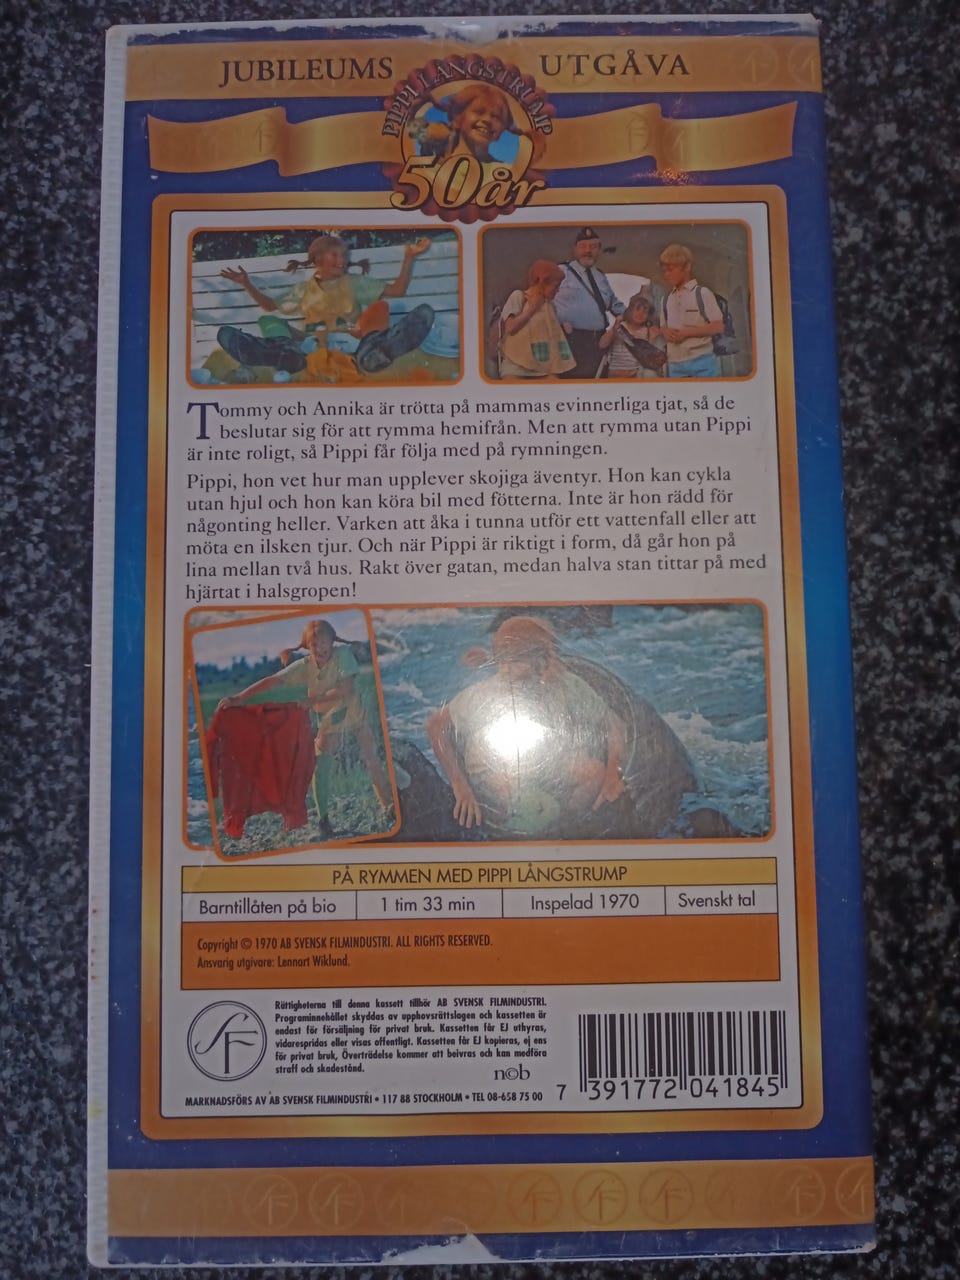 JUBILEUMS UTGÅVA
PIPPI LÅNGSTRUMP
50 år
Tommy och Annika är trötta på mammas evinnerliga tjat, så de
beslutar sig för att rymma hemifrån. Men att rymma utan Pippi
är inte roligt, så Pippi får följa med på rymningen.
Pippi, hon vet hur man upplever skojiga äventyr. Hon kan cykla
utan hjul och hon kan köra bil med fötterna. Inte är hon rädd för
någonting heller. Varken att åka i tunna utför ett vattenfall eller att
möta en ilsken tjur. Och när Pippi är riktigt i form, då går hon på
lina mellan två hus. Rakt över gatan, medan halva stan tittar på med
hjärtat i halsgropen!
PÅ RYMMEN MED PIPPI LÅNGSTRUMP
Barntillåten på bio 1 tim 33 min Inspelad 1970 Svenskt tal
Copyright © 1970 AB SVENSK FILMINDUSTRI. ALL RIGHTS RESERVED.
Ansvarig utgivare: Lennart Wiklund.
SF
Rättigheterna till denna kassett tillhör AB SVENSK FILMINDUSTRI.
Programinnehållet skyddas av upphovsrättslagen och kassetten är
endast för försäljning för privat bruk. Kassetten får EJ uthyras,
vidarespridas eller visas offentligt. Kassetten får EJ kopieras, ej ens
för privat bruk, Överträdelse kommer att beivras och kan medföra
straff och skadestånd.
n©b
7 391772 041845
MARKNADSFÖRS AV AB SVENSK FILMINDUSTRI • 117 88 STOCKHOLM • TEL 08-658 75 00